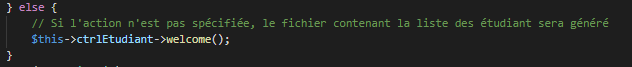 } else {
// Si l'action n'est pas spécifiée, le fichier contenant la liste des étudiant sera généré
$this->ctrlEtudiant->welcome();
}